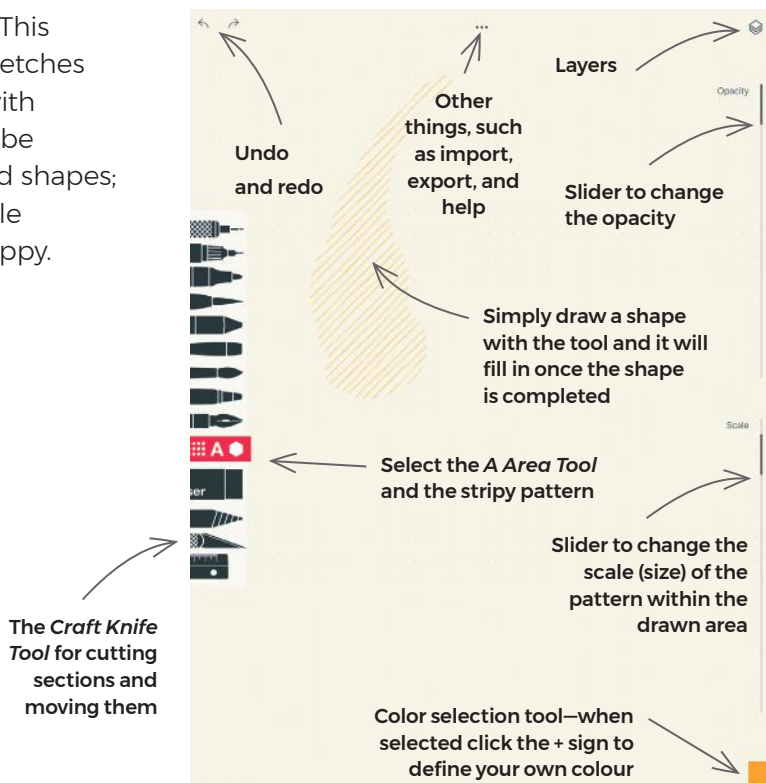 This
etches
ith
be
d shapes;
le
ppy.
Layers
Opacity
Other
things, such
as import,
export, and
help
Undo
and redo
Slider to change
the opacity
Simply draw a shape
with the tool and it will
fill in once the shape
is completed
Scale
A
Select the A Area Tool
and the stripy pattern
ser
Slider to change the
scale (size) of the
pattern within the
drawn area
The Craft Knife
Tool for cutting
sections and
moving them
Color selection tool—when
selected click the + sign to
define your own colour